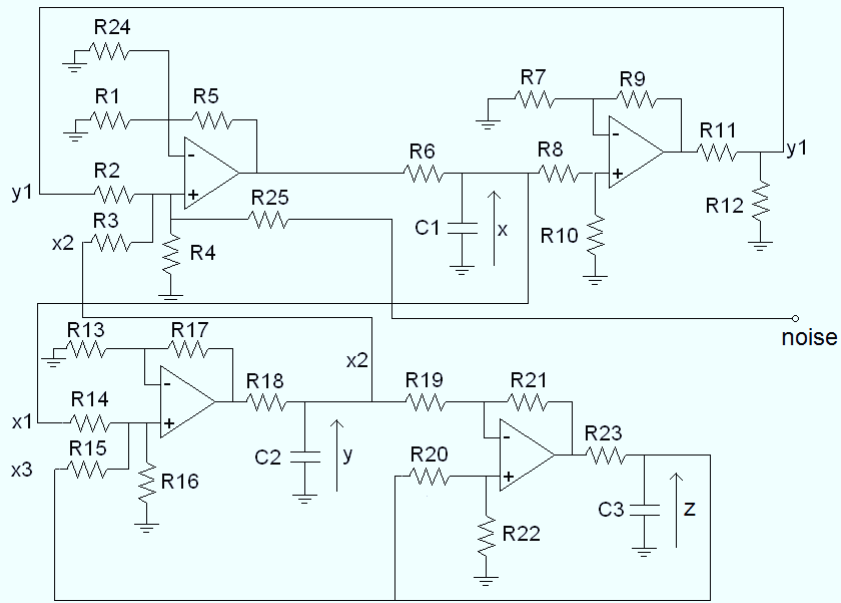 R24
R1
R5
R7
R9
-
-
R11
R2
R6
R8
y1
+
+
y1
R3
R25
R12
x2
R4
C1
x
R10
noise
R13
R17
x2
-
R18
R19
R21
R14
x1
+
-
R15
R23
x3
C2
y
R20
R16
+
C3
z
R22